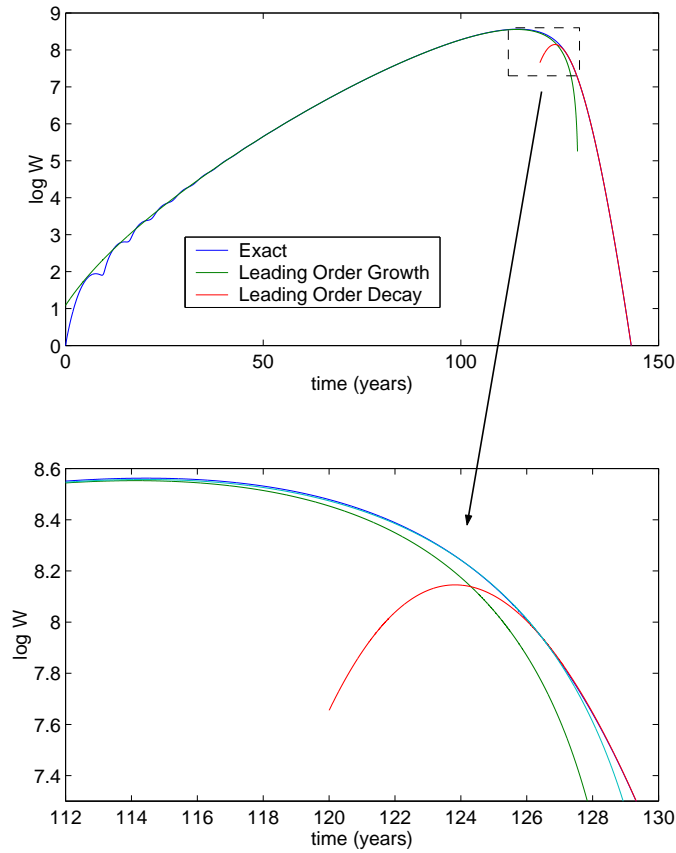 9
8
7
6
5
4
3
2
1
0
log W
Exact
Leading Order Growth
Leading Order Decay
0 50 100 150
time (years)
8.6
8.4
8.2
8
7.8
7.6
7.4
log W
112 114 116 118 120 122 124 126 128 130
time (years)